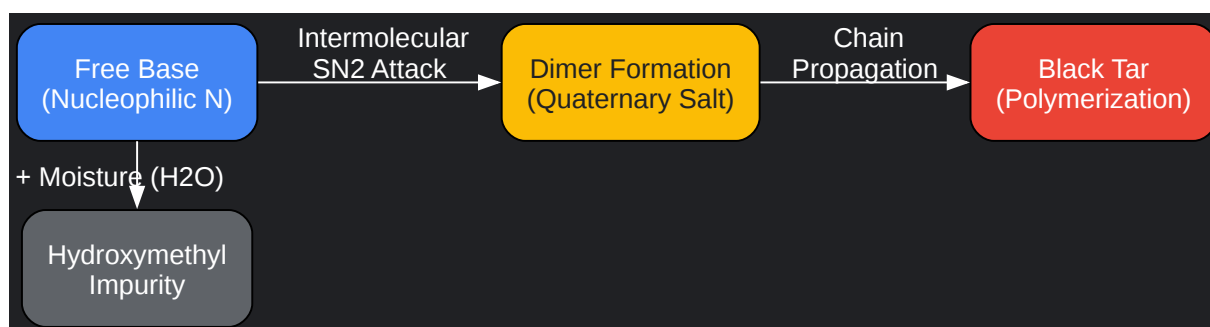 Free Base
(Nucleophilic N)
Intermolecular
SN2 Attack
Dimer Formation
(Quaternary Salt)
Chain
Propagation
Black Tar
(Polymerization)
+ Moisture (H2O)
Hydroxymethyl
Impurity